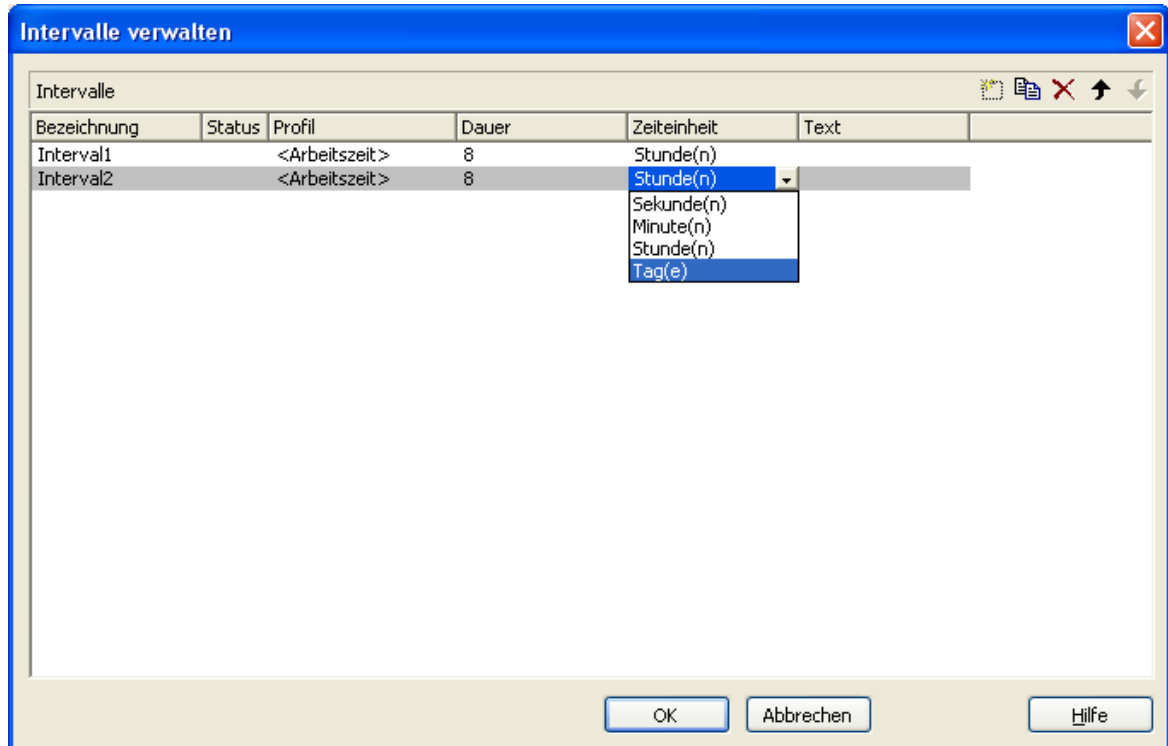 Intervalle verwalten
Intervalle
Bezeichnung Status Profil Dauer Zeiteinheit Text
Interval1 <Arbeitszeit> 8 Stunde(n)
Interval2 <Arbeitszeit> 8 Stunde(n)
Sekunde(n)
Minute(n)
Stunde(n)
Tag(e)
OK Abbrechen Hilfe